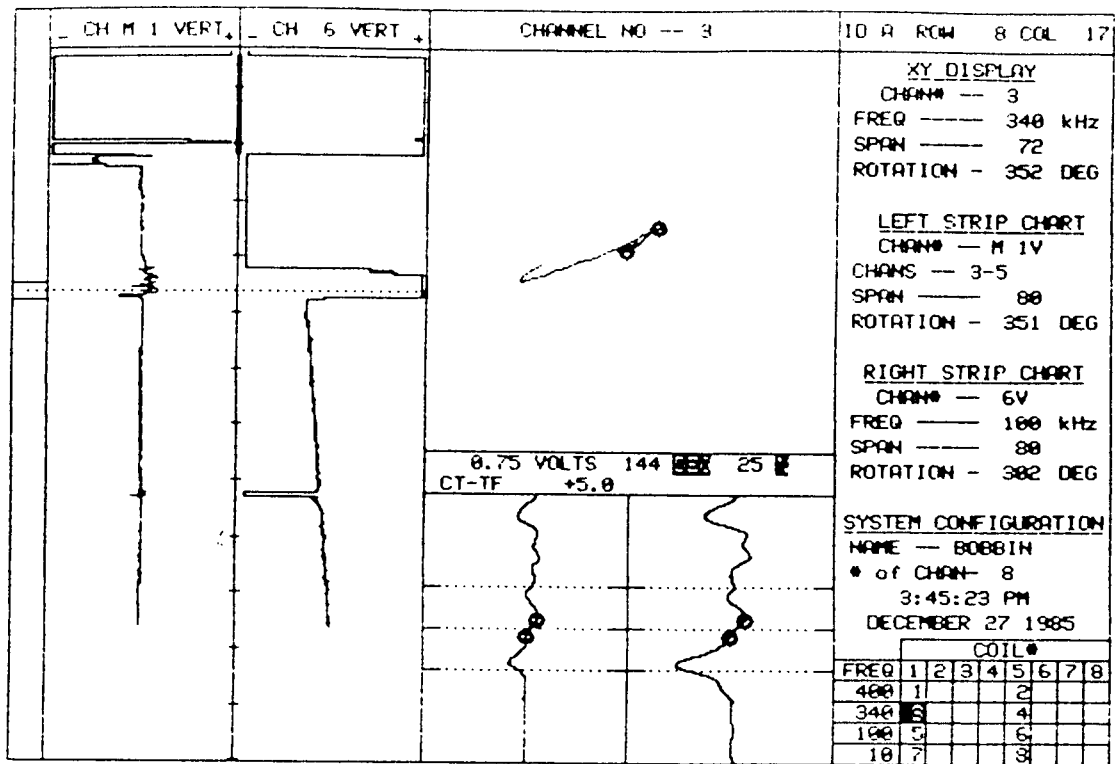 _ CH M 1 VERT +
_ CH 6 VERT +
CHANNEL NO -- 3
ID A ROW 8 COL 17
XY DISPLAY
CHAN# -- 3
FREQ ----- 340 kHz
SPAN ----- 72
ROTATION - 352 DEG
LEFT STRIP CHART
CHAN# -- M 1V
CHANS -- 3-5
SPAN ----- 80
ROTATION - 351 DEG
RIGHT STRIP CHART
CHAN# -- 6V
FREQ ----- 100 kHz
SPAN ----- 80
ROTATION - 302 DEG
0.75 VOLTS 144 25
CT-TF +5.0
SYSTEM CONFIGURATION
NAME -- BOBBIN
# of CHAN- 8
3:45:23 PM
DECEMBER 27 1985
COIL#
FREQ 1 2 3 4 5 6 7 8
400 1 2
340 4
100 5 6
10 7